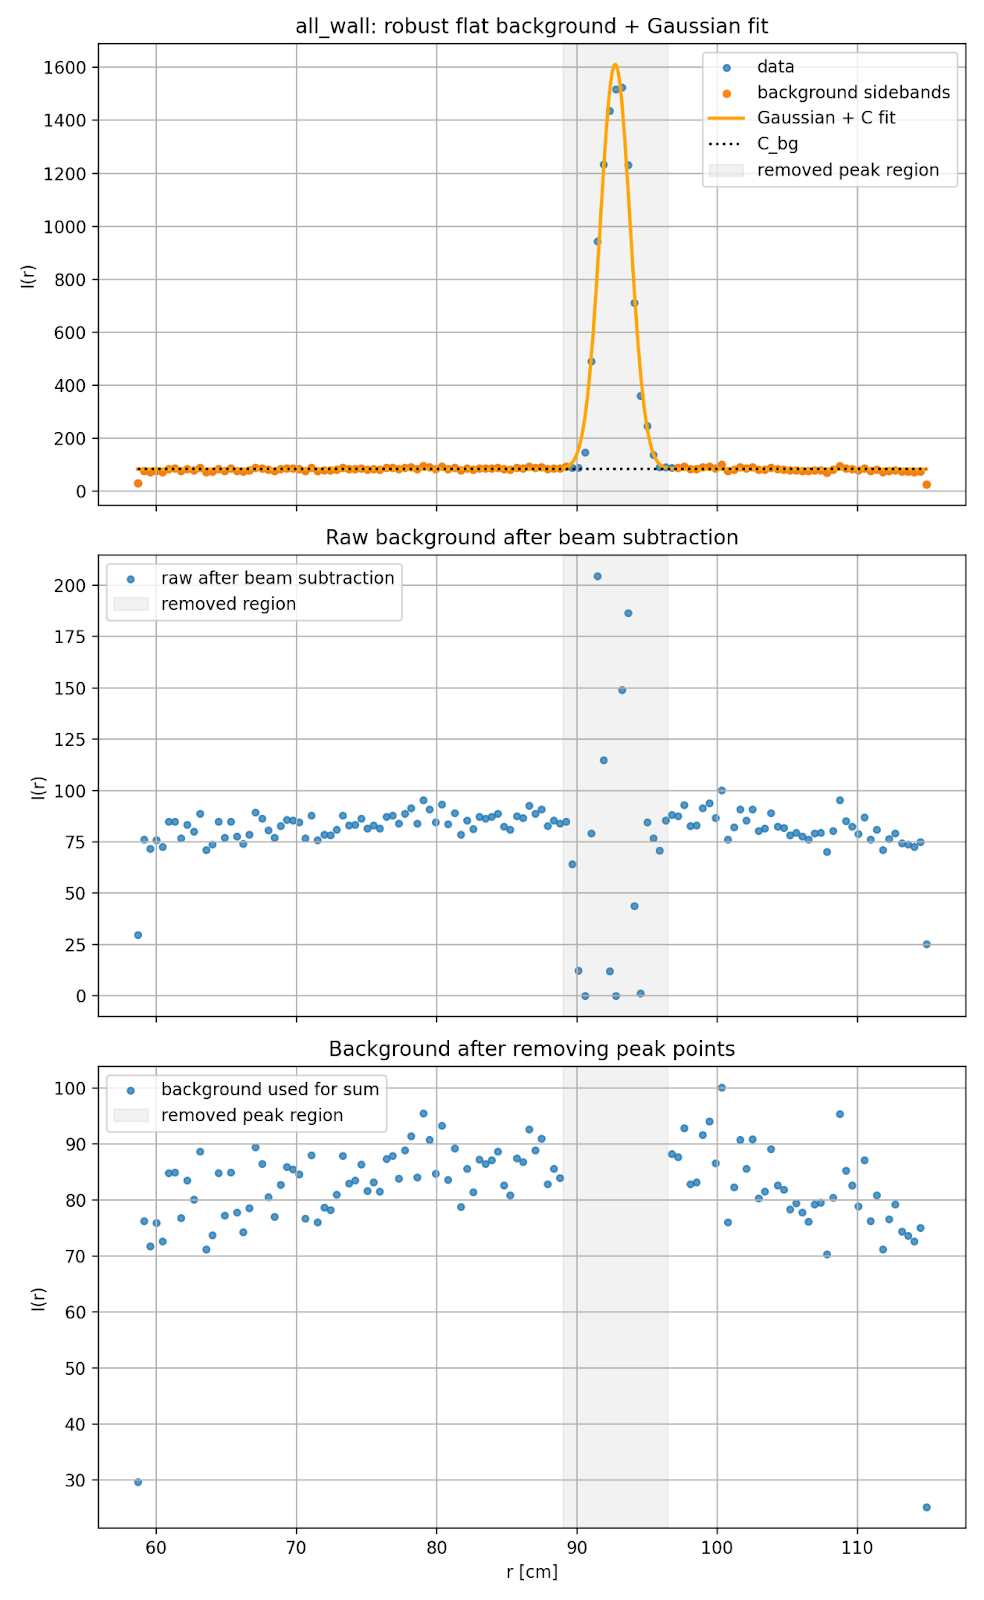 all_wall: robust flat background + Gaussian fit
1600
1400
1200
1000
800
600
400
200
0
I(r)
data
background sidebands
Gaussian + C fit
C_bg
removed peak region
Raw background after beam subtraction
200
175
150
125
100
75
50
25
0
I(r)
raw after beam subtraction
removed region
Background after removing peak points
100
90
80
70
60
50
40
30
I(r)
background used for sum
removed peak region
60 70 80 90 100 110
r [cm]